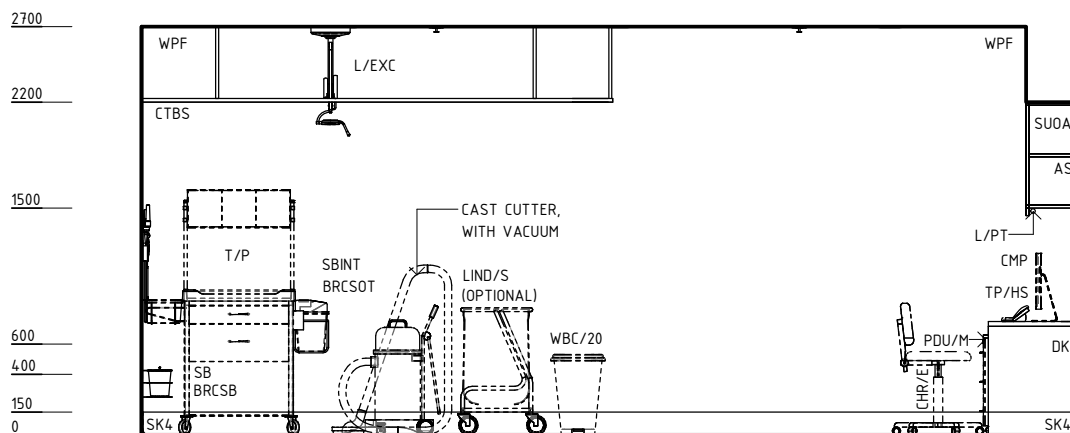 2700
WPF
WPF
L/EXC
2200
CTBS
SUOA
AS
1500
CAST CUTTER,
WITH VACUUM
L/PT
T/P
SBINT
BRCSOT
LIND/S
(OPTIONAL)
CMP
TP/HS
600
WBC/20
PDU/M
DK
400
SB
BRCSB
CHR/E
150
SK4
SK4
0